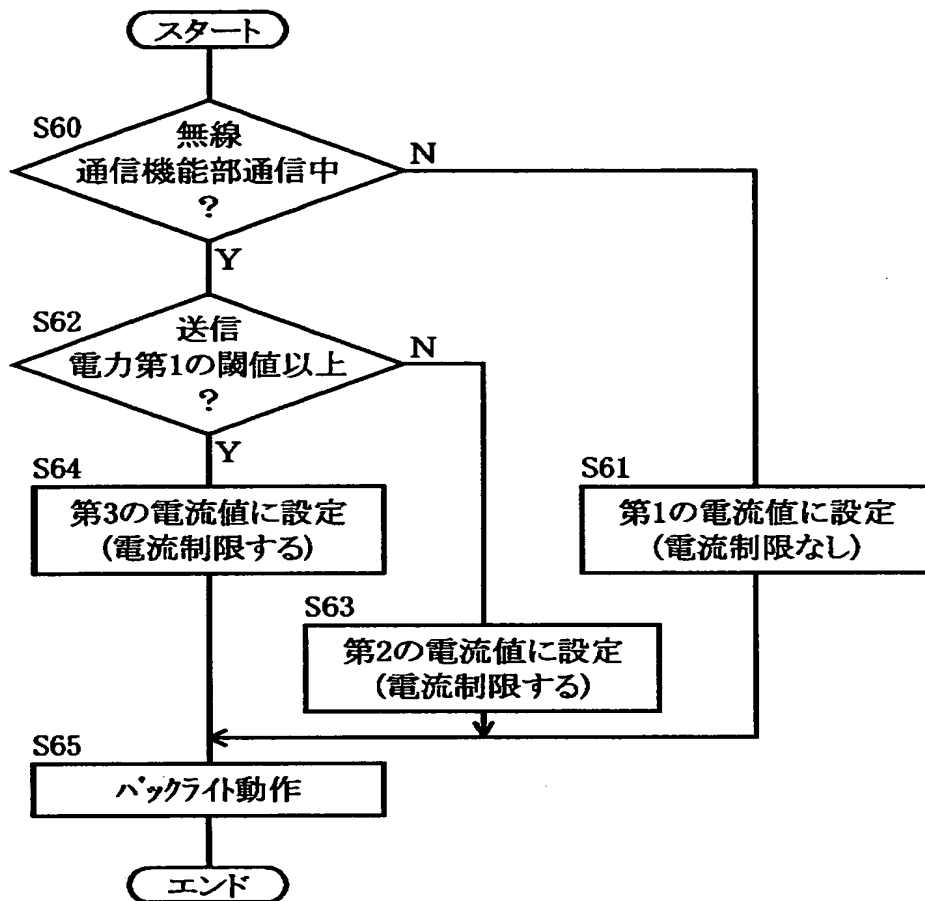 スタート
S60
無線
通信機能部通信中
?
N
Y
S62
送信
電力第1の閾値以上
?
N
Y
S64
第3の電流値に設定
(電流制限する)
S61
第1の電流値に設定
(電流制限なし)
S63
第2の電流値に設定
(電流制限する)
S65
バックライト動作
エンド